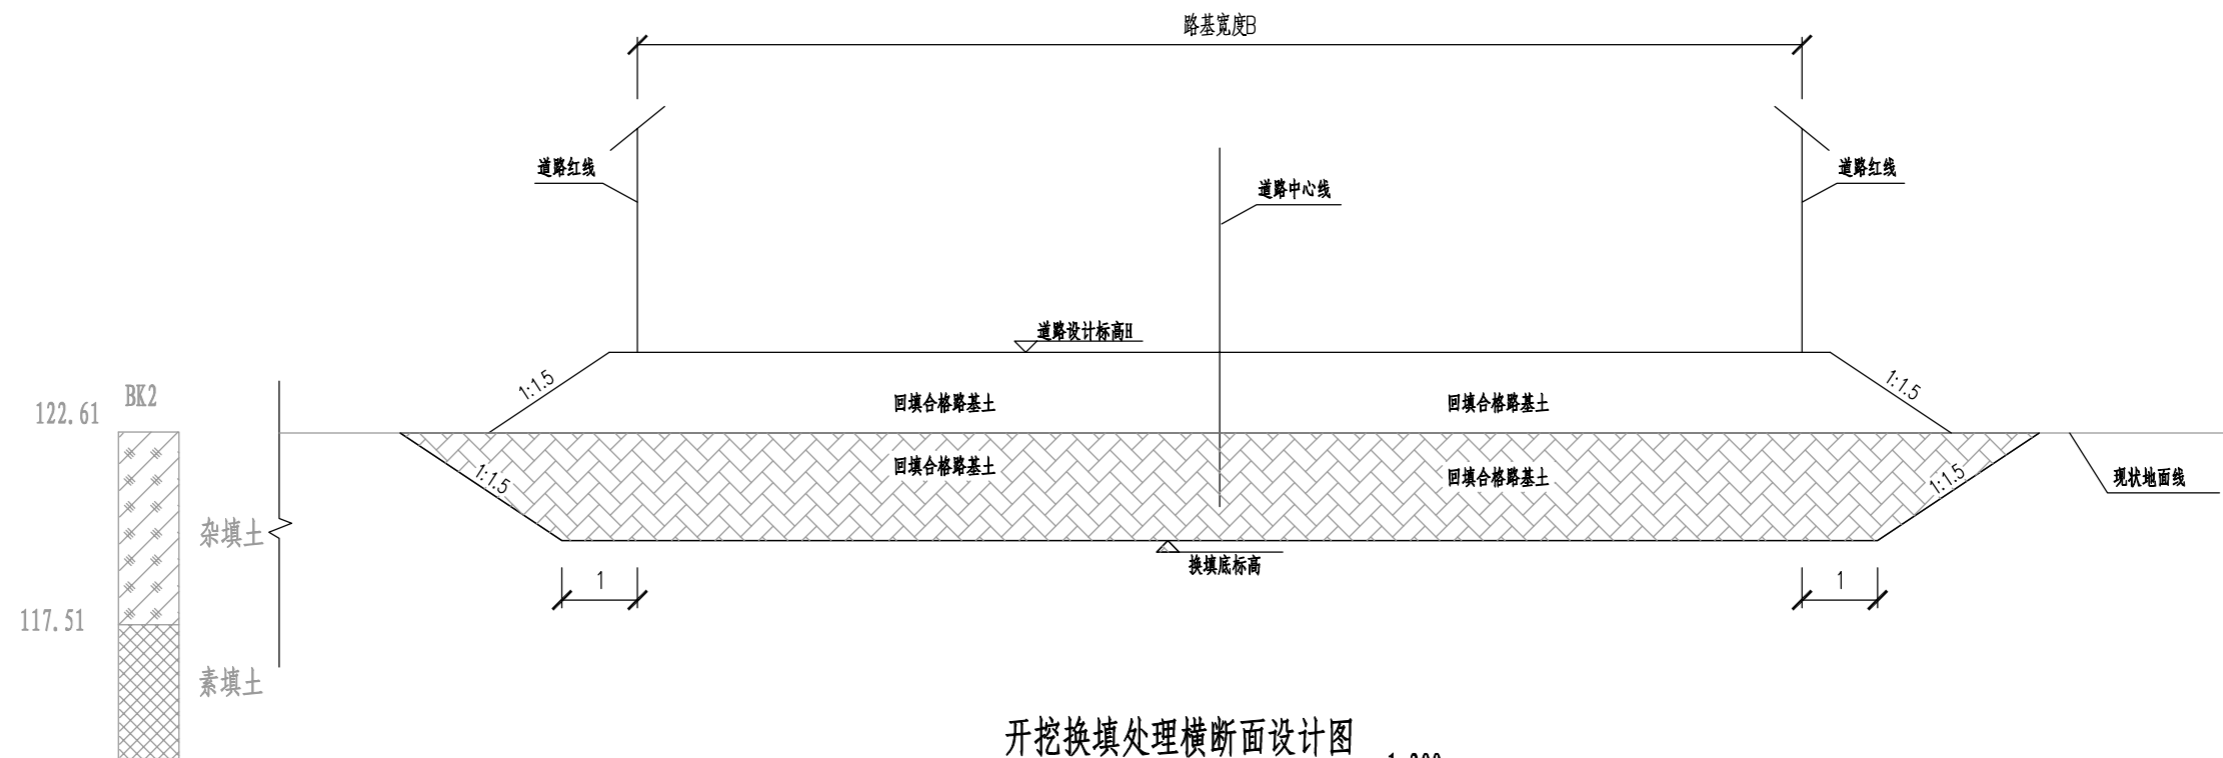 路基宽度B
道路红线
道路红线
道路中心线
道路设计标高H
1:1.5
1:1.5
BK2
122.61
回填合格路基土
回填合格路基土
回填合格路基土
回填合格路基土
1:1.5
1:1.5
现状地面线
杂填土
换填底标高
1
1
117.51
素填土
开挖换填处理横断面设计图